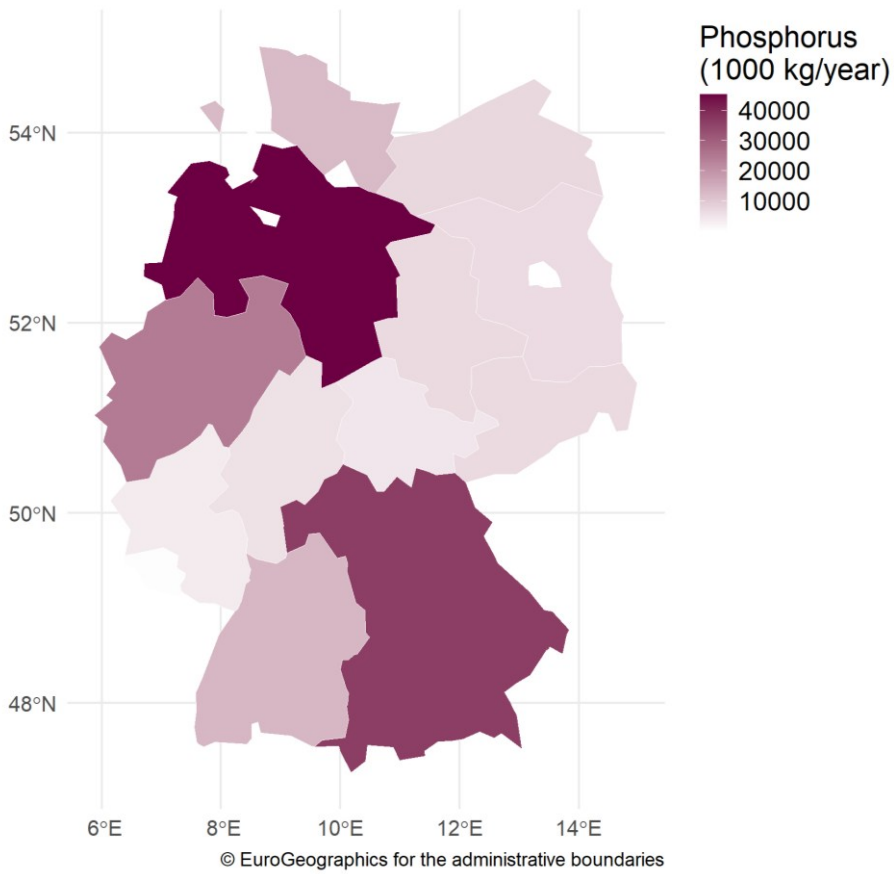 Phosphorus
(1000 kg/year)
40000
30000
20000
10000
54°N
52°N
50°N
48°N
6°E 8°E 10°E 12°E 14°E
© EuroGeographics for the administrative boundaries